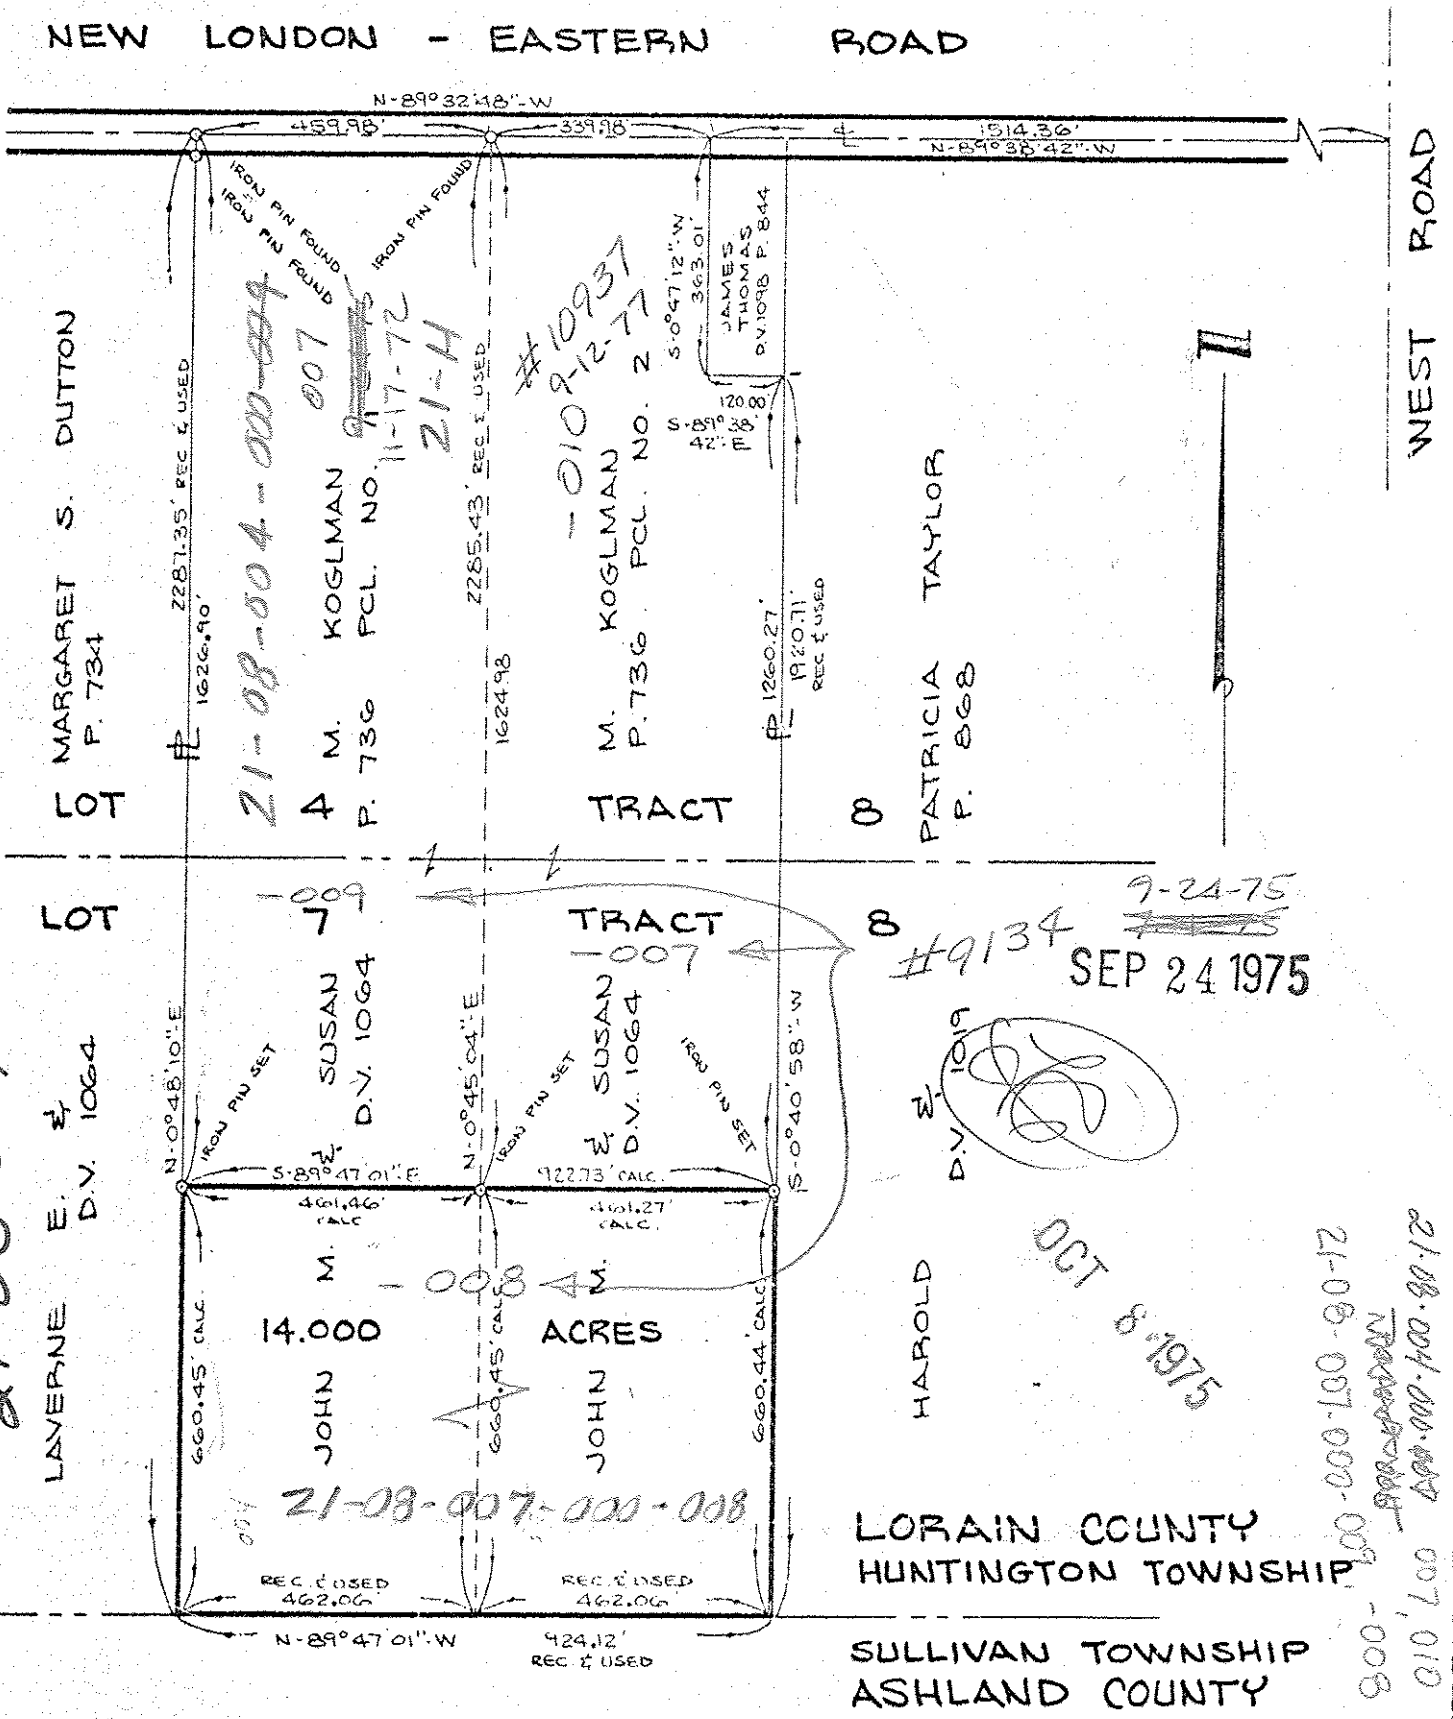 NEW LONDON - EASTERN ROAD
N-89°32'48"-W
459.98'
339.98'
1514.36'
N-89°38'42"-W
WEST ROAD
IRON PIN FOUND
IRON PIN FOUND
IRON PIN FOUND
S-0°47'12"-W
363.01'
JAMES
THOMAS
D.V. 1098 P. 844
120.00'
S-89°38'
42"-E
#10937
9-12-77
-010
007
11-17-72
21-H
MARGARET S. DUTTON
P. 734
2287.35' REC & USED
1626.90'
21-08-004-000-
M. KOGLMAN
P. 736 PCL. NO.
2285.43' REC & USED
1624.98
M. KOGLMAN
P. 736 PCL. NO. 2
1260.27'
1920.71'
REC & USED
PATRICIA TAYLOR
P. 868
LOT 4 TRACT 8
-009
LOT 7 TRACT 8
-007
9-24-75
#9134
SEP 24 1975
LAVERNE E. &
D.V. 1064
N-0°48'10"-E
IRON PIN SET
& SUSAN
D.V. 1064
N-0°45'04"-E
IRON PIN SET
& SUSAN
D.V. 1064
IRON PIN SET
S-0°40'58"-W
&
D.V. 1019
S-89°47'01"-E
922.73' CALC.
461.46'
CALC
461.27'
CALC.
JOHN M.
JOHN M.
-008
14.000 ACRES
660.45' CALC.
660.45' CALC
660.44' CALC
HAROLD
OCT 8 1975
004
21-08-007-000-008
REC. & USED
462.06'
REC. & USED
462.06'
N-89°47'01"-W
924.12'
REC & USED
LORAIN COUNTY
HUNTINGTON TOWNSHIP
SULLIVAN TOWNSHIP
ASHLAND COUNTY
21-08-004-000-
007, 010
21-08-007-000-009
-008